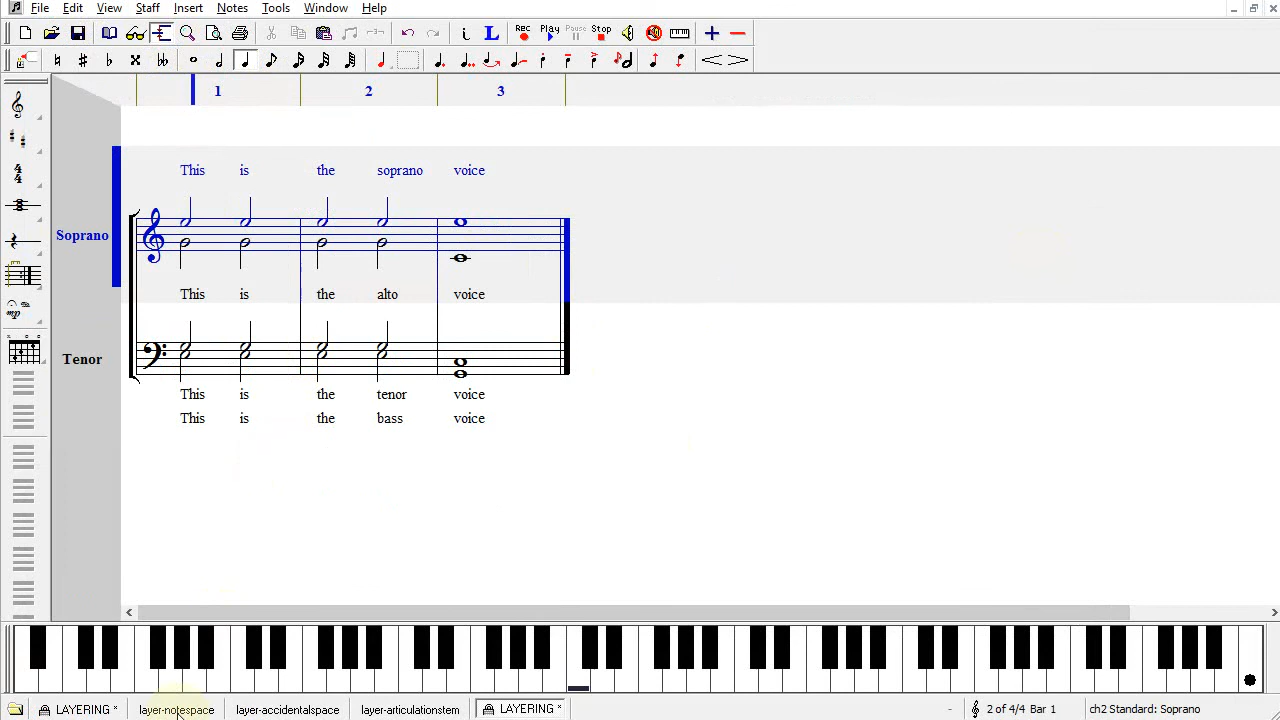 File Edit View Staff Insert Notes Tools Window Help
REC Play Pause Stop
1 2 3
This is the soprano voice
Soprano
This is the alto voice
Tenor
This is the tenor voice
This is the bass voice
LAYERING * layer-notespace layer-accidentalspace layer-articulationstem LAYERING * - 2 of 4/4 Bar 1 ch2 Standard: Soprano